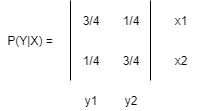 3/4 1/4 x1
P(Y|X) =
1/4 3/4 x2
y1 y2